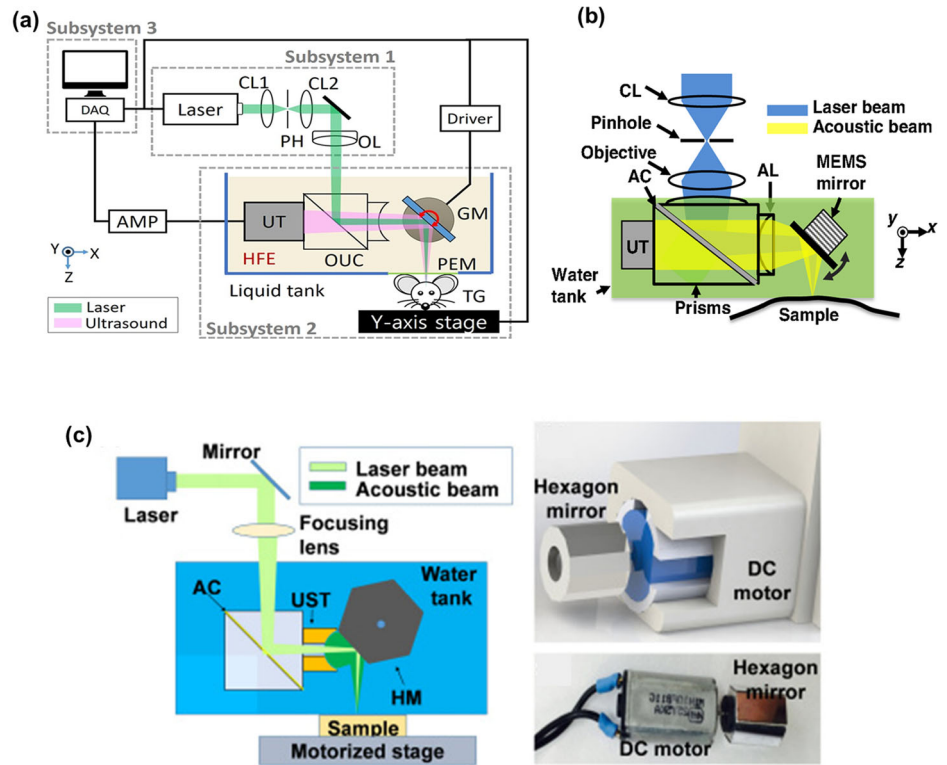 (a)
Subsystem 3
Subsystem 1
CL1
CL2
DAQ
Laser
Driver
PH
OL
AMP
UT
GM
HFE
OUC
PEM
Liquid tank
TG
Y
X
Z
Laser
Ultrasound
Subsystem 2
Y-axis stage
(b)
CL
Laser beam
Acoustic beam
Pinhole
Objective
AC
AL
MEMS
mirror
UT
y
x
z
Water
tank
Prisms
Sample
(c)
Mirror
Laser beam
Acoustic beam
Laser
Focusing
lens
Water
tank
AC
UST
HM
Sample
Motorized stage
Hexagon
mirror
DC
motor
Hexagon
mirror
DC motor